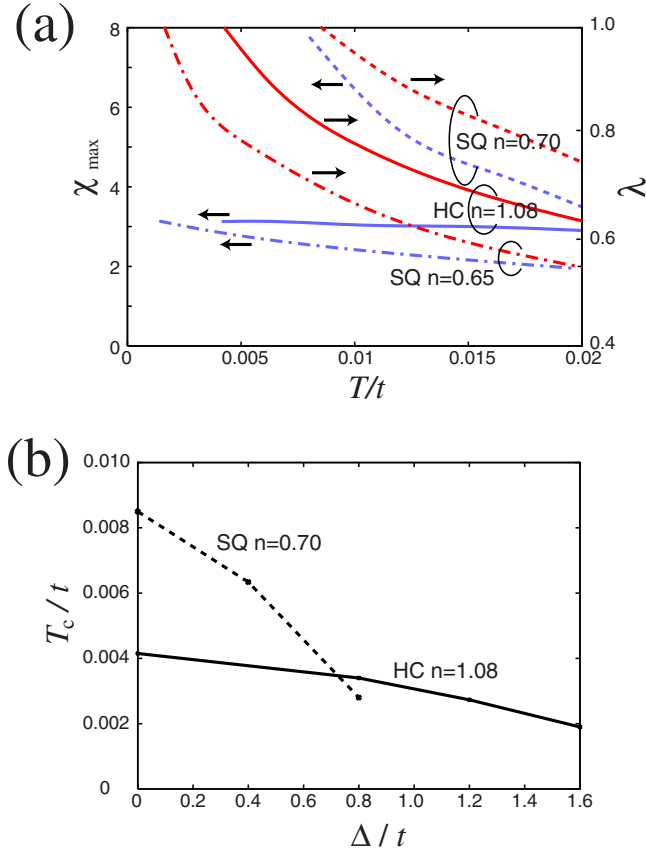 (a)
8
6
4
3
2
0
χ max
1.0
0.8
0.6
0.4
λ
SQ n=0.70
HC n=1.08
SQ n=0.65
0 0.005 0.01 0.015 0.02
T/t
(b)
0.010
0.008
0.006
0.004
0.002
0
Tc / t
SQ n=0.70
HC n=1.08
0 0.2 0.4 0.6 0.8 1.0 1.2 1.4 1.6
Δ / t